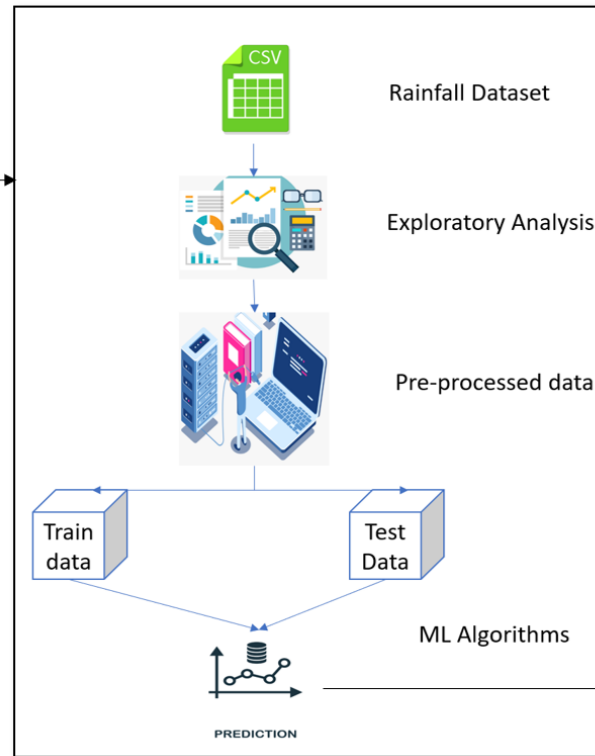 CSV
Rainfall Dataset
Exploratory Analysis
Pre-processed data
Train
data
Test
Data
ML Algorithms
PREDICTION